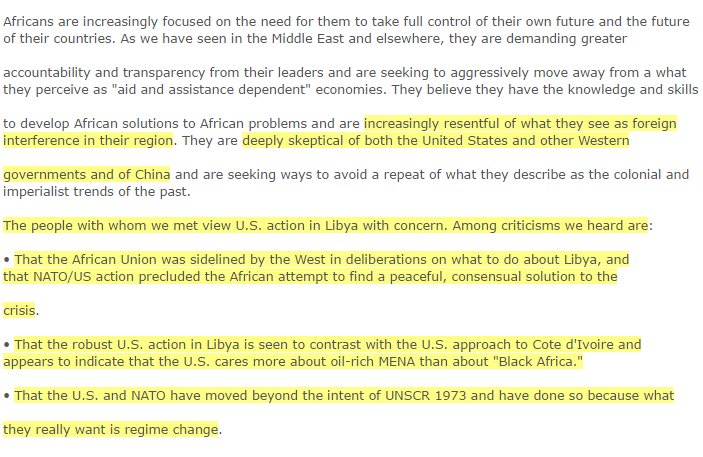 Africans are increasingly focused on the need for them to take full control of their own future and the future
of their countries. As we have seen in the Middle East and elsewhere, they are demanding greater
accountability and transparency from their leaders and are seeking to aggressively move away from a what
they perceive as "aid and assistance dependent" economies. They believe they have the knowledge and skills
to develop African solutions to African problems and are increasingly resentful of what they see as foreign
interference in their region. They are deeply skeptical of both the United States and other Western
governments and of China and are seeking ways to avoid a repeat of what they describe as the colonial and
imperialist trends of the past.
The people with whom we met view U.S. action in Libya with concern. Among criticisms we heard are:
• That the African Union was sidelined by the West in deliberations on what to do about Libya, and
that NATO/US action precluded the African attempt to find a peaceful, consensual solution to the
crisis.
• That the robust U.S. action in Libya is seen to contrast with the U.S. approach to Cote d'Ivoire and
appears to indicate that the U.S. cares more about oil-rich MENA than about "Black Africa."
• That the U.S. and NATO have moved beyond the intent of UNSCR 1973 and have done so because what
they really want is regime change.